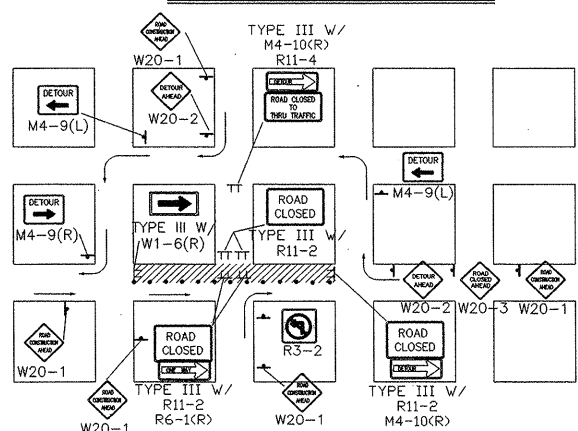 ROAD
CONSTRUCTION
AHEAD
W20-1
TYPE III W/
M4-10(R)
R11-4
DETOUR
M4-9(L)
DETOUR
AHEAD
W20-2
DETOUR
ROAD CLOSED
TO
THRU TRAFFIC
DETOUR
M4-9(L)
DETOUR
M4-9(R)
TYPE III W/
W1-6(R)
ROAD
CLOSED
TYPE III W/
R11-2
DETOUR
AHEAD
W20-2
ROAD
CLOSED
AHEAD
W20-3
ROAD
CONSTRUCTION
AHEAD
W20-1
ROAD
CONSTRUCTION
AHEAD
W20-1
ROAD
CLOSED
ONE WAY
TYPE III W/
R11-2
R6-1(R)
R3-2
ROAD
CLOSED
DETOUR
TYPE III W/
R11-2
M4-10(R)
ROAD
CONSTRUCTION
AHEAD
W20-1
ROAD
CONSTRUCTION
AHEAD
W20-1